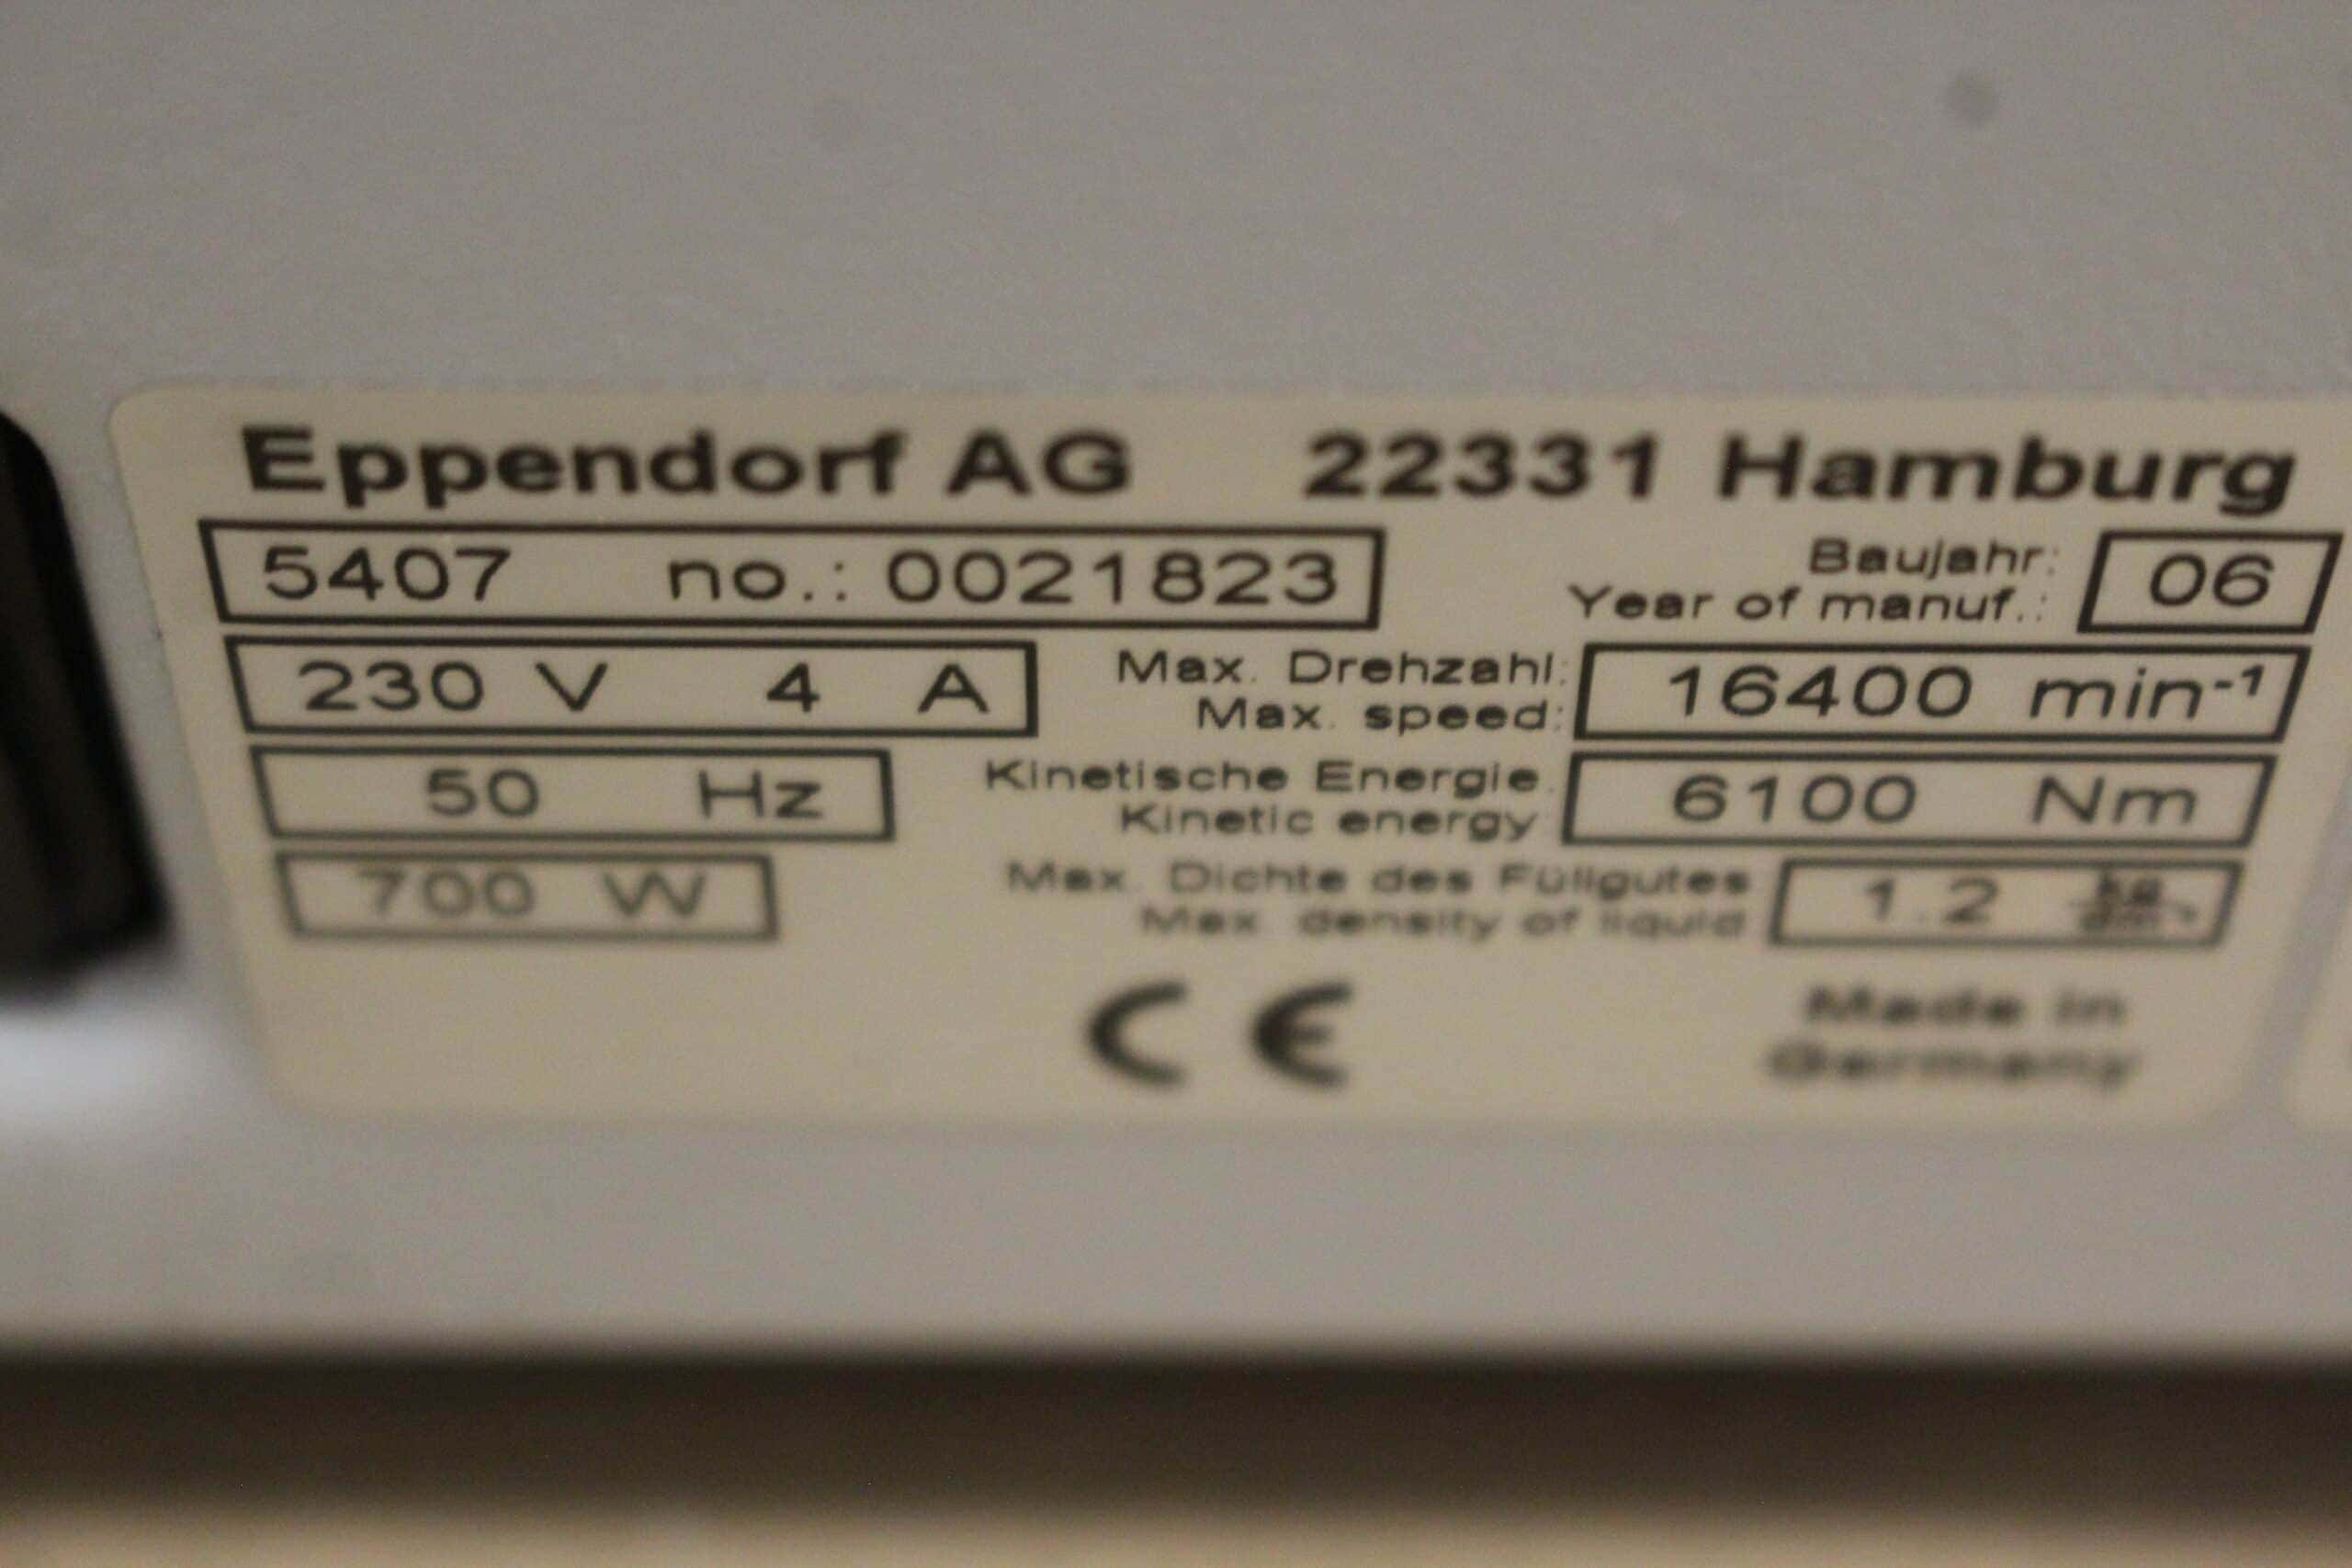 Eppendorf AG 22331 Hamburg
5407 no.: 0021823
Baujahr:
Year of manuf.: 06
230 V 4 A
Max. Drehzahl:
Max. speed: 16400 min⁻¹
50 Hz
Kinetische Energie
Kinetic energy 6100 Nm
700 W
Max. Dichte des Füllgutes
Max density of liquid 1.2
CE
Made in
Germany